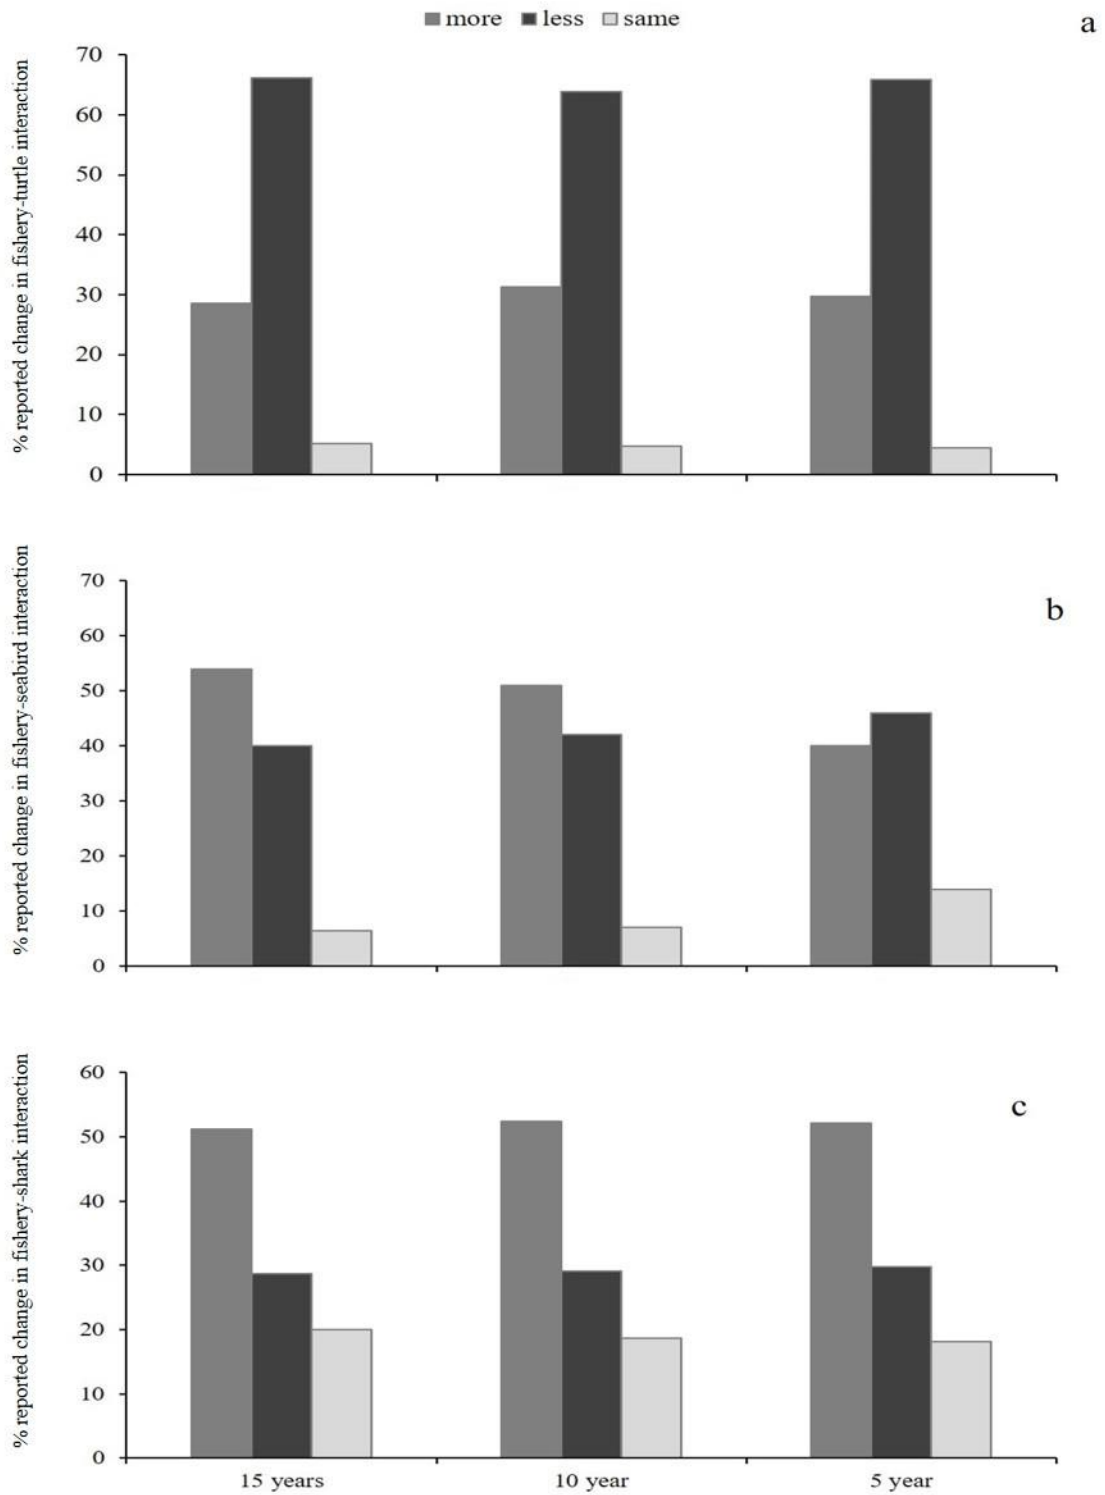 more less same
a
% reported change in fishery-turtle interaction
70
60
50
40
30
20
10
0
b
% reported change in fishery-seabird interaction
70
60
50
40
30
20
10
0
c
% reported change in fishery-shark interaction
60
50
40
30
20
10
0
15 years 10 year 5 year